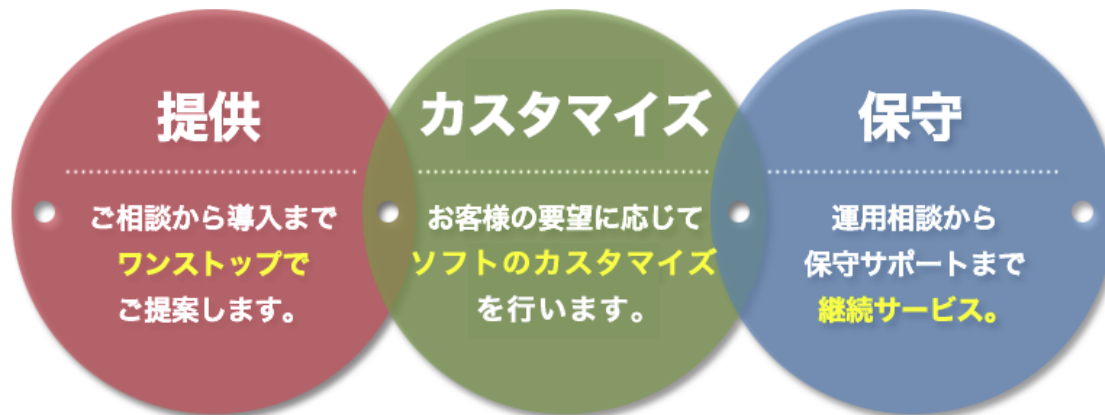 提供
ご相談から導入まで
ワンストップで
ご提案します。
カスタマイズ
お客様の要望に応じて
ソフトのカスタマイズ
を行います。
保守
運用相談から
保守サポートまで
継続サービス。